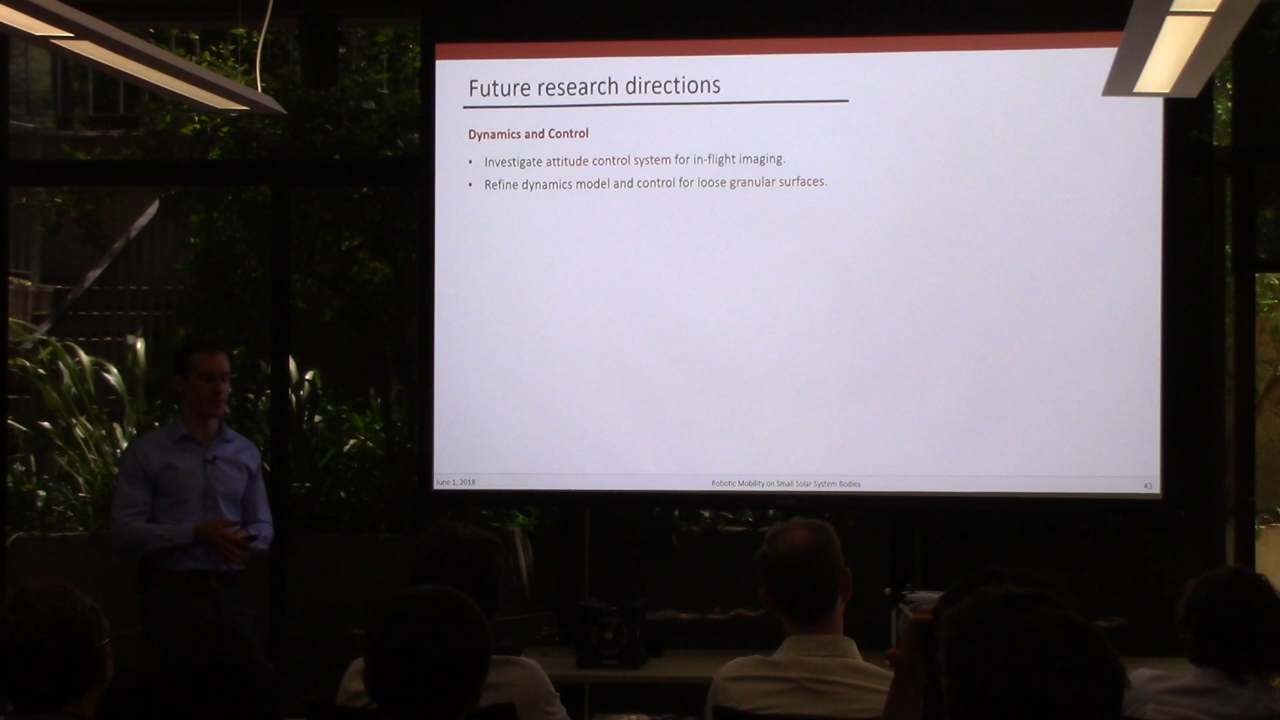 Future research directions
Dynamics and Control
• Investigate attitude control system for in-flight imaging.
• Refine dynamics model and control for loose granular surfaces.
June 1, 2018
Robotic Mobility on Small Solar System Bodies
43